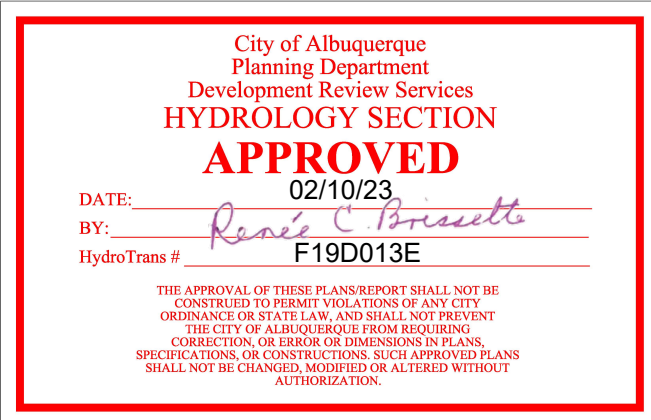 City of Albuquerque
Planning Department
Development Review Services
HYDROLOGY SECTION
APPROVED
DATE: 02/10/23
BY: Renée C. Brissette
HydroTrans # F19D013E
THE APPROVAL OF THESE PLANS/REPORT SHALL NOT BE
CONSTRUED TO PERMIT VIOLATIONS OF ANY CITY
ORDINANCE OR STATE LAW, AND SHALL NOT PREVENT
THE CITY OF ALBUQUERQUE FROM REQUIRING
CORRECTION, OR ERROR OR DIMENSIONS IN PLANS,
SPECIFICATIONS, OR CONSTRUCTIONS. SUCH APPROVED PLANS
SHALL NOT BE CHANGED, MODIFIED OR ALTERED WITHOUT
AUTHORIZATION.